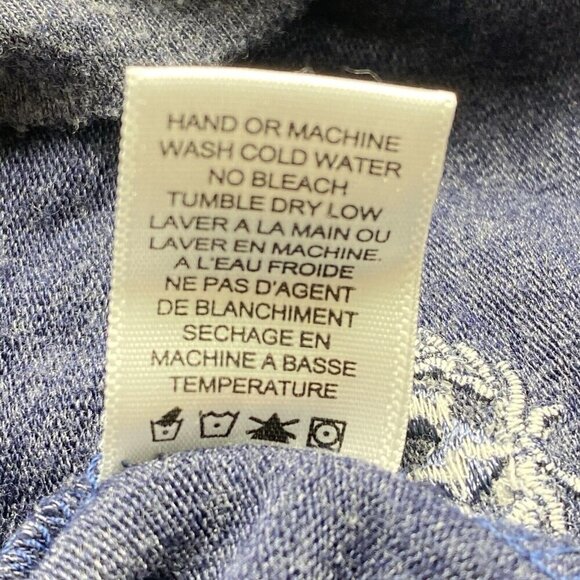 HAND OR MACHINE
WASH COLD WATER
NO BLEACH
TUMBLE DRY LOW
LAVER A LA MAIN OU
LAVER EN MACHINE.
A L'EAU FROIDE
NE PAS D'AGENT
DE BLANCHIMENT
SECHAGE EN
MACHINE A BASSE
TEMPERATURE